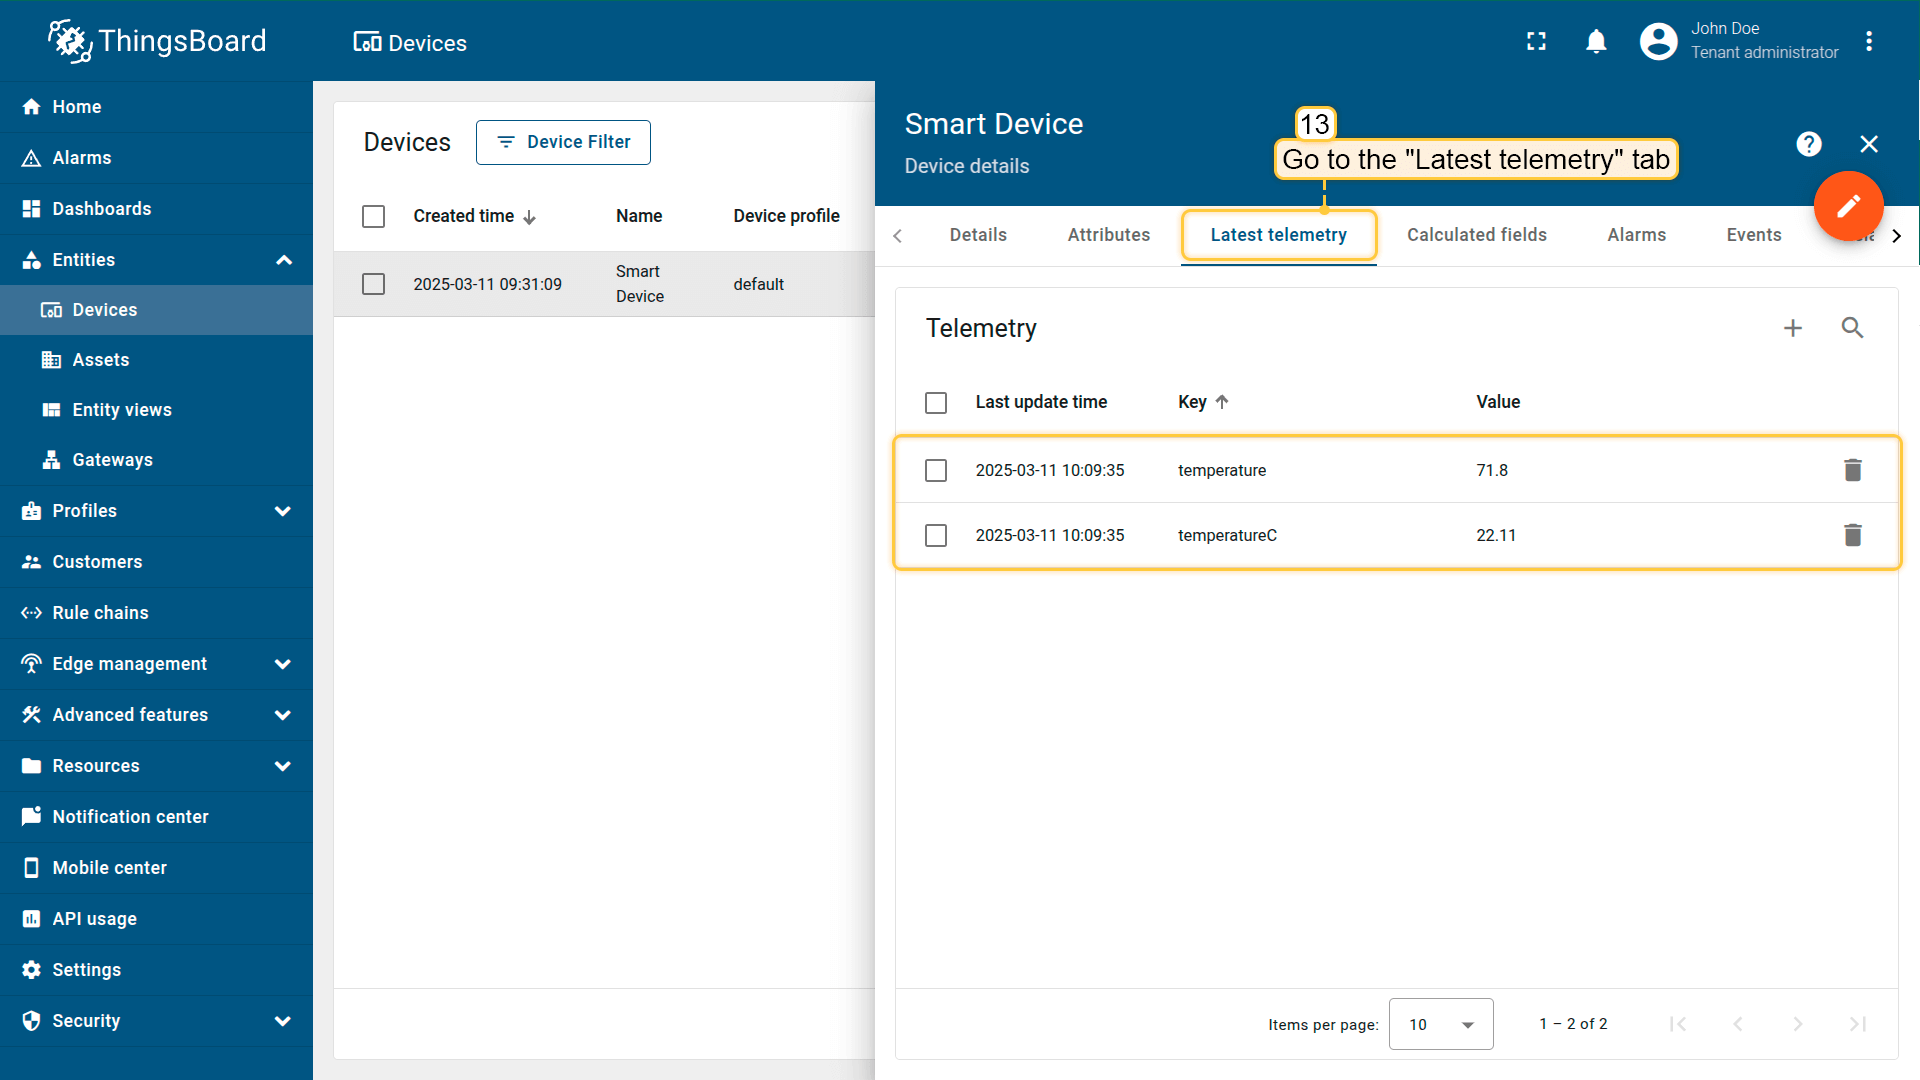 ThingsBoard
Devices
John Doe
Tenant administrator
Home
Alarms
Dashboards
Entities
Devices
Assets
Entity views
Gateways
Profiles
Customers
Rule chains
Edge management
Advanced features
Resources
Notification center
Mobile center
API usage
Settings
Security
Devices
Device Filter
Created time
Name
Device profile
2025-03-11 09:31:09
Smart
Device
default
Smart Device
Device details
13
Go to the "Latest telemetry" tab
Details
Attributes
Latest telemetry
Calculated fields
Alarms
Events
Telemetry
Last update time
Key
Value
2025-03-11 10:09:35
temperature
71.8
2025-03-11 10:09:35
temperatureC
22.11
Items per page:
10
1 – 2 of 2